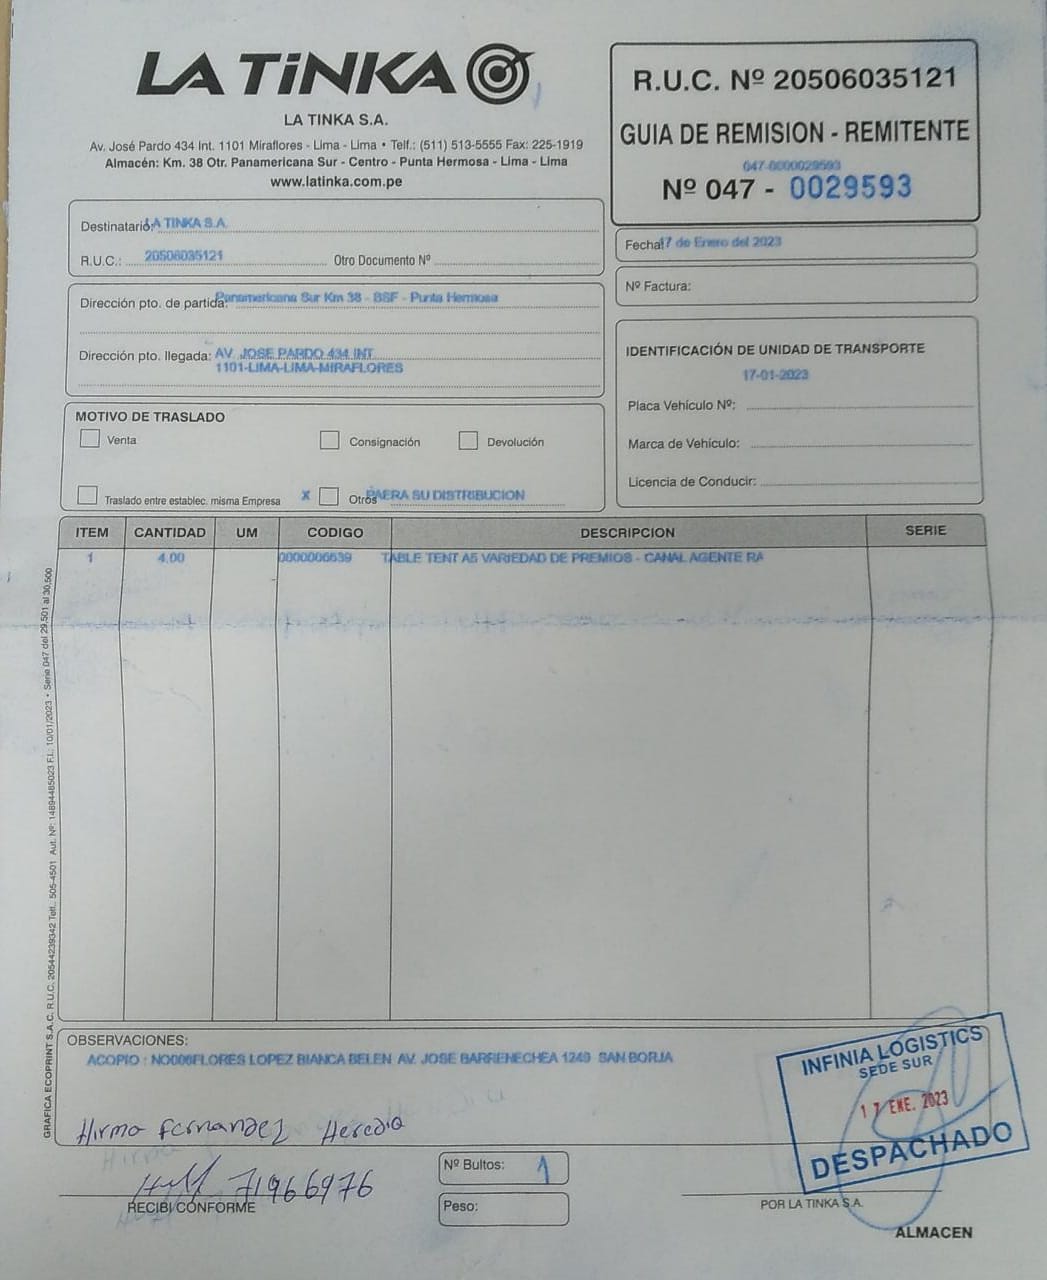 LA TiNKA
LA TINKA S.A.
Av. José Pardo 434 Int. 1101 Miraflores - Lima - Lima • Telf.: (511) 513-5555 Fax: 225-1919
Almacén: Km. 38 Otr. Panamericana Sur - Centro - Punta Hermosa - Lima - Lima
www.latinka.com.pe
R.U.C. Nº 20506035121
GUIA DE REMISION - REMITENTE
047-0000029593
Nº 047 - 0029593
Destinatario: LA TINKA S.A.
R.U.C.: 20506035121 Otro Documento Nº
Fecha: 17 de Enero del 2023
Nº Factura:
Dirección pto. de partida: Panamericana Sur Km 38 - BSF - Punta Hermosa
Dirección pto. llegada: AV. JOSE PARDO 434 INT
1101-LIMA-LIMA-MIRAFLORES
IDENTIFICACIÓN DE UNIDAD DE TRANSPORTE
17-01-2023
Placa Vehículo Nº:
Marca de Vehículo:
Licencia de Conducir:
MOTIVO DE TRASLADO
Venta Consignación Devolución
Traslado entre establec. misma Empresa X Otros PAERA SU DISTRIBUCION
ITEM CANTIDAD UM CODIGO DESCRIPCION SERIE
1 4.00 0000006639 TABLE TENT A5 VARIEDAD DE PREMIOS - CANAL AGENTE RA
GRAFICA ECOPRINT S.A.C. R.U.C. 20544239342 Telf.. 505-4501 Aut. Nº: 14894485023 F.I.: 10/01/2023 • Serie 047 del 29,501 al 30,500
OBSERVACIONES:
ACOPIO : NO006FLORES LOPEZ BIANCA BELEN AV. JOSE BARRENECHEA 1249 SAN BORJA
Hirma Fernandez Heredia
71966976
RECIBI CONFORME
Nº Bultos: 1
Peso:
INFINIA LOGISTICS
SEDE SUR
17 ENE. 2023
DESPACHADO
POR LA TINKA S.A.
ALMACEN